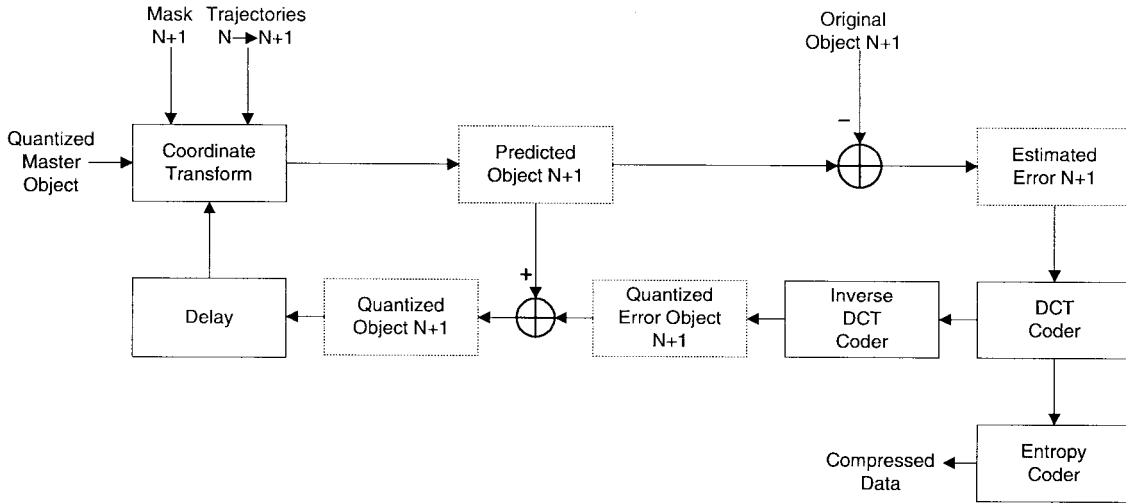 Mask
N+1
Trajectories
N→N+1
Original
Object N+1
−
Quantized
Master
Object
Coordinate
Transform
Predicted
Object N+1
Estimated
Error N+1
+
Delay
Quantized
Object N+1
Quantized
Error Object
N+1
Inverse
DCT
Coder
DCT
Coder
Compressed
Data
Entropy
Coder